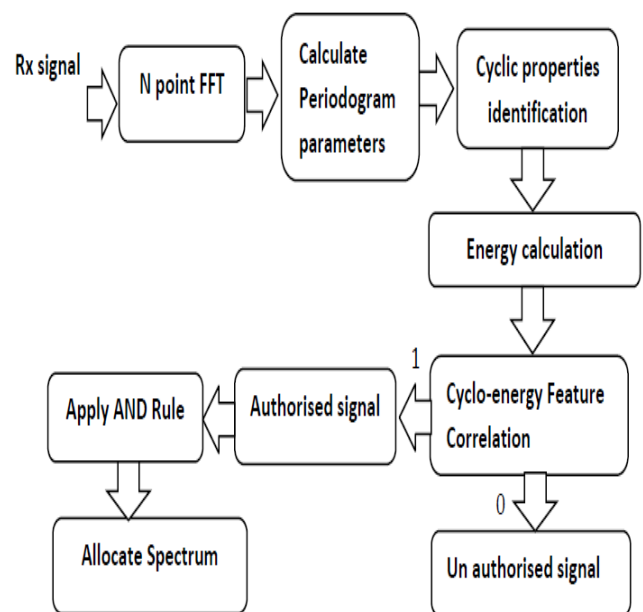 Rx signal
N point FFT
Calculate
Periodogram
parameters
Cyclic properties
identification
Energy calculation
Cyclo-energy Feature
Correlation
1
Authorised signal
Apply AND Rule
Allocate Spectrum
0
Un authorised signal